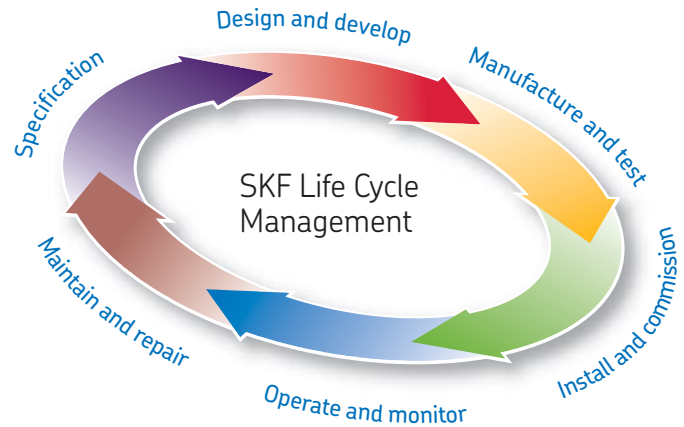 Design and develop
Manufacture and test
Specification
SKF Life Cycle
Management
Install and commission
Maintain and repair
Operate and monitor